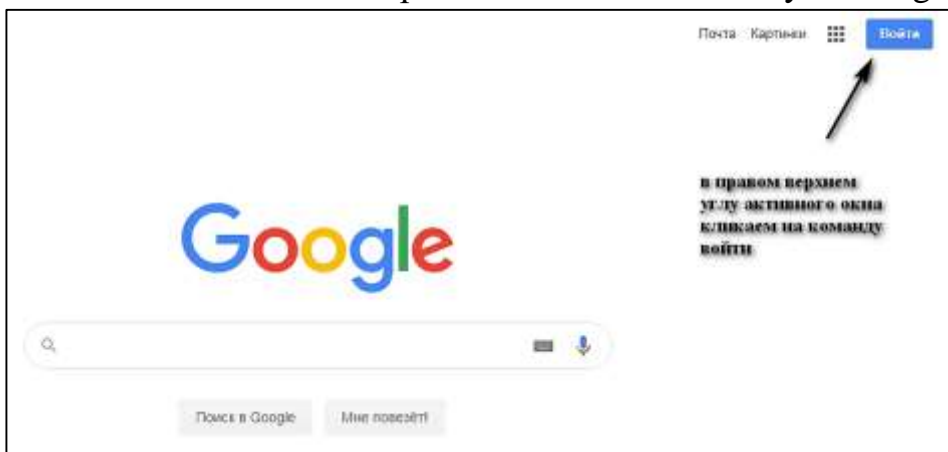 Почта Картинки Войти
в правом верхнем
углу активного окна
кликаем на команду
войти
Google
Поиск в Google Мне повезёт!